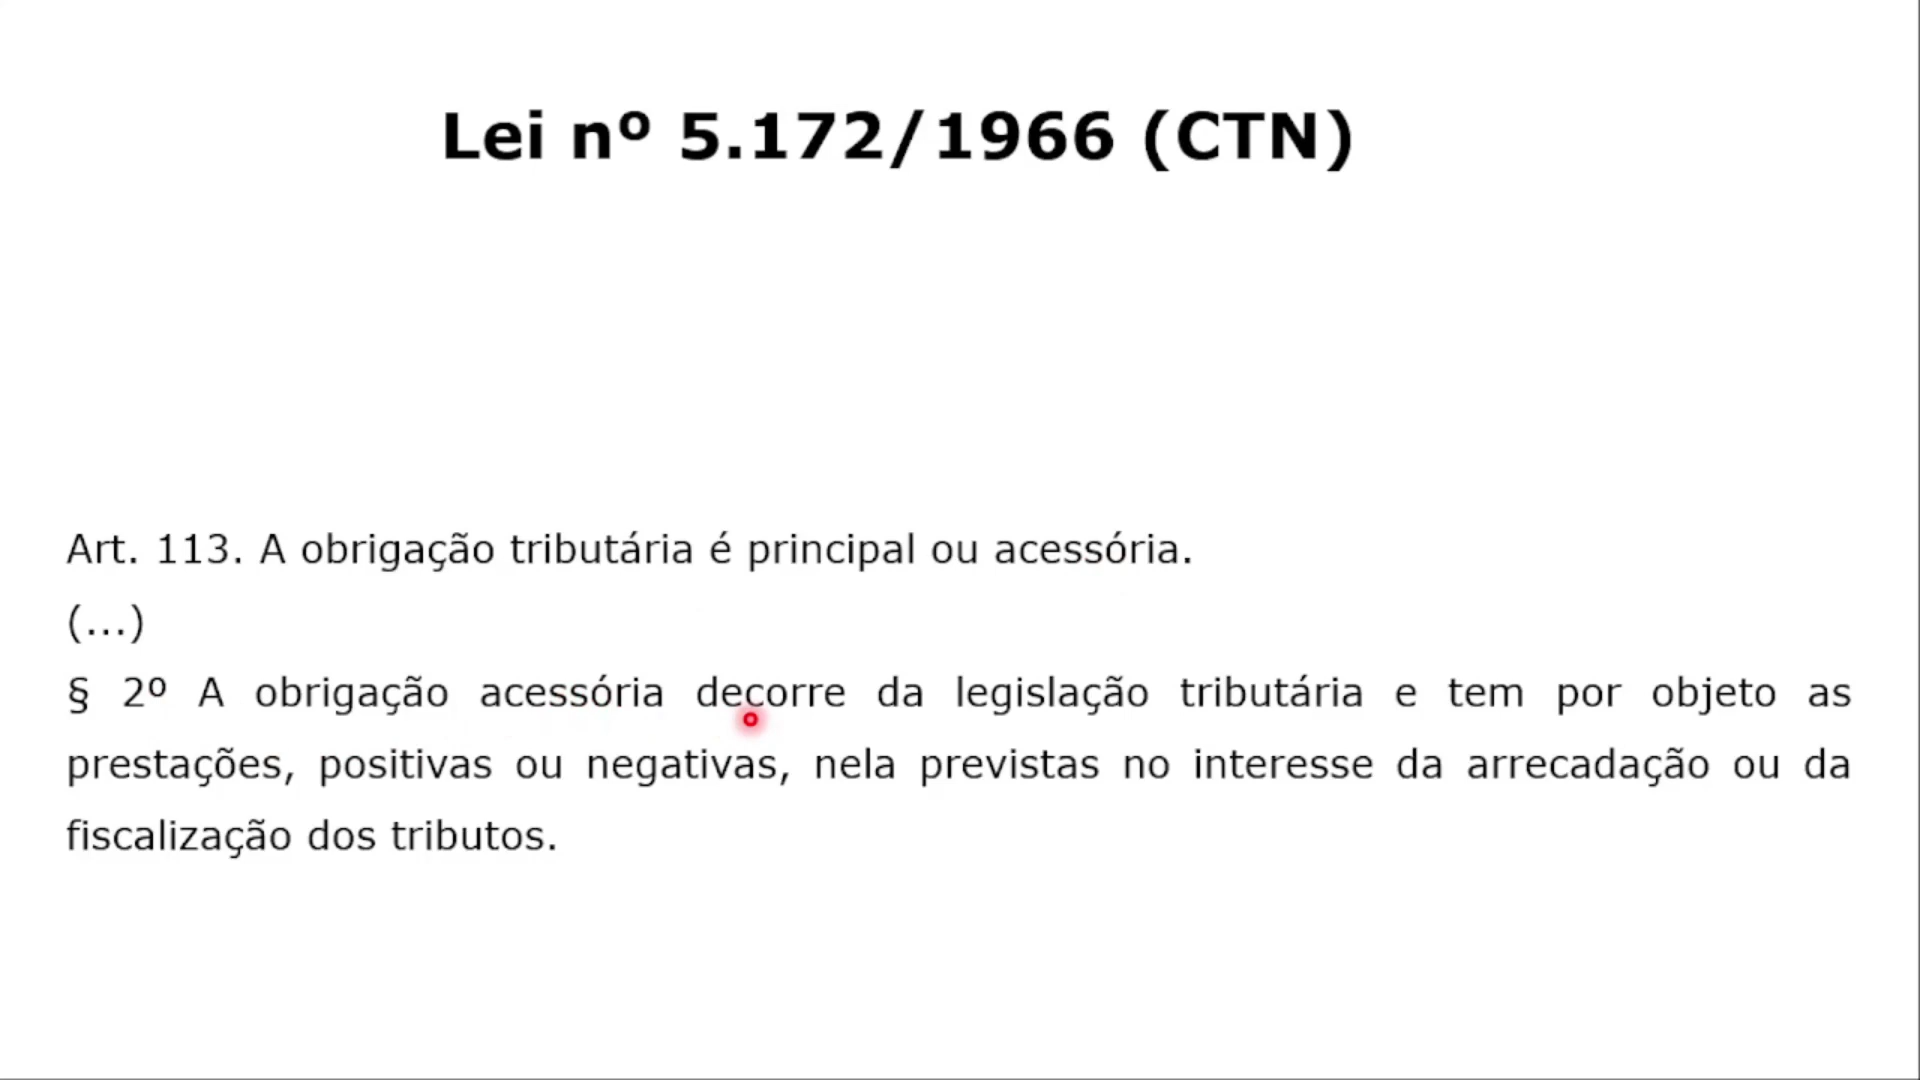 Lei nº 5.172/1966 (CTN)
Art. 113. A obrigação tributária é principal ou acessória.
(...)
§ 2º A obrigação acessória decorre da legislação tributária e tem por objeto as
prestações, positivas ou negativas, nela previstas no interesse da arrecadação ou da
fiscalização dos tributos.